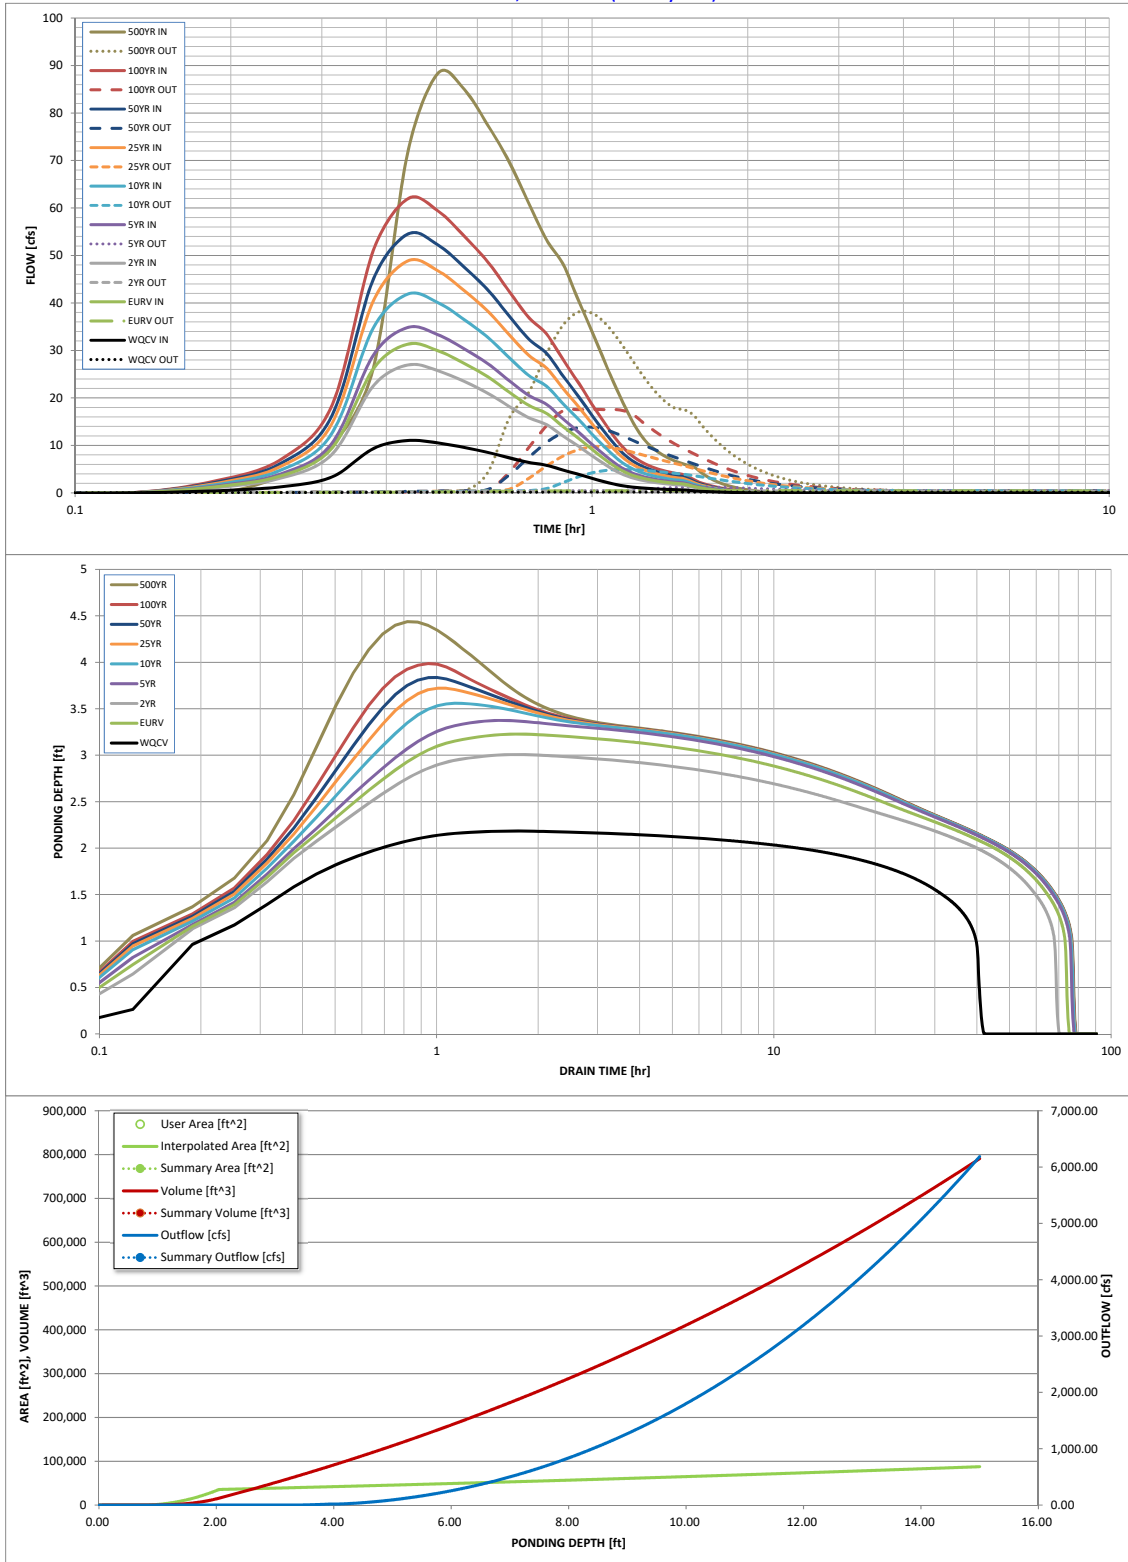 100
90
80
70
60
50
40
30
20
10
0
FLOW [cfs]
500YR IN
500YR OUT
100YR IN
100YR OUT
50YR IN
50YR OUT
25YR IN
25YR OUT
10YR IN
10YR OUT
5YR IN
5YR OUT
2YR IN
2YR OUT
EURV IN
EURV OUT
WQCV IN
WQCV OUT
0.1
1
10
TIME [hr]
5
4.5
4
3.5
3
2.5
2
1.5
1
0.5
0
PONDING DEPTH [ft]
500YR
100YR
50YR
25YR
10YR
5YR
2YR
EURV
WQCV
0.1
1
10
100
DRAIN TIME [hr]
900,000
800,000
700,000
600,000
500,000
400,000
300,000
200,000
100,000
0
AREA [ft^2], VOLUME [ft^3]
User Area [ft^2]
Interpolated Area [ft^2]
Summary Area [ft^2]
Volume [ft^3]
Summary Volume [ft^3]
Outflow [cfs]
Summary Outflow [cfs]
7,000.00
6,000.00
5,000.00
4,000.00
3,000.00
2,000.00
1,000.00
0.00
OUTFLOW [cfs]
0.00
2.00
4.00
6.00
8.00
10.00
12.00
14.00
16.00
PONDING DEPTH [ft]